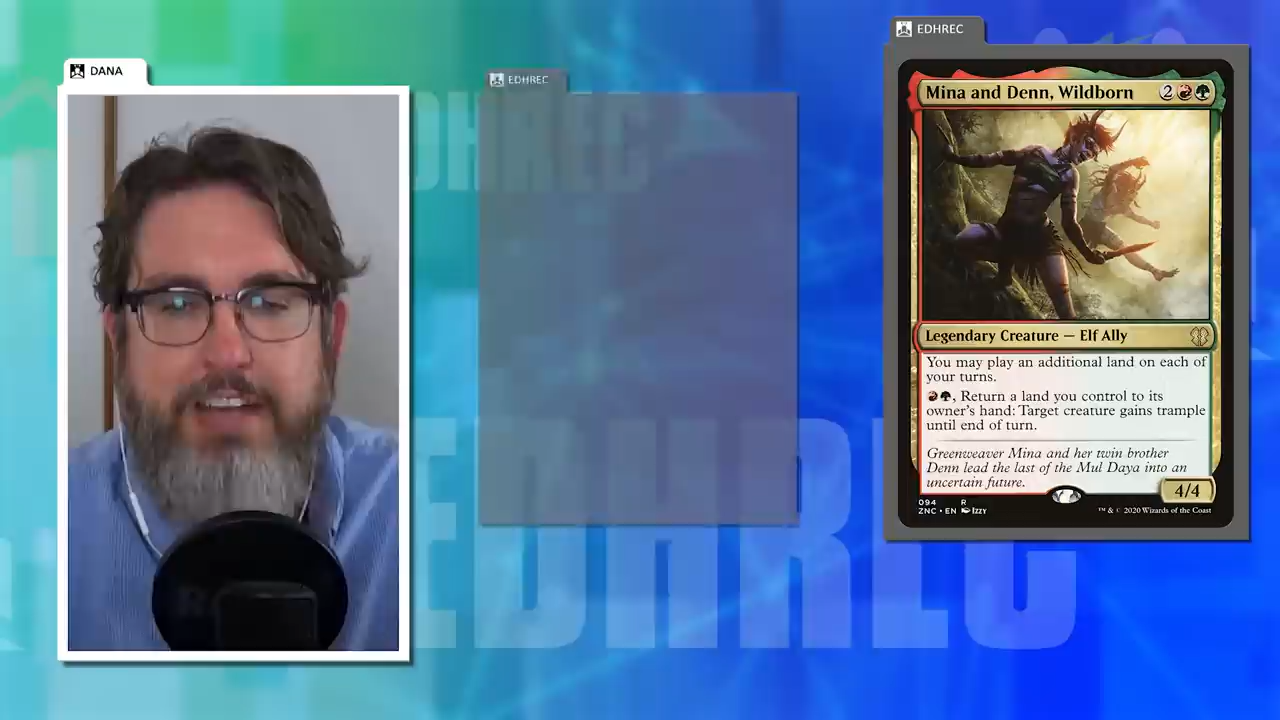 DANA
EDHREC
EDHREC
EDHREC
EDHREC
Mina and Denn, Wildborn 2
Legendary Creature — Elf Ally
You may play an additional land on each of
your turns.
, Return a land you control to its
owner's hand: Target creature gains trample
until end of turn.
Greenweaver Mina and her twin brother
Denn lead the last of the Mul Daya into an
uncertain future.
4/4
094 R
ZNC • EN Izzy
™ & © 2020 Wizards of the Coast